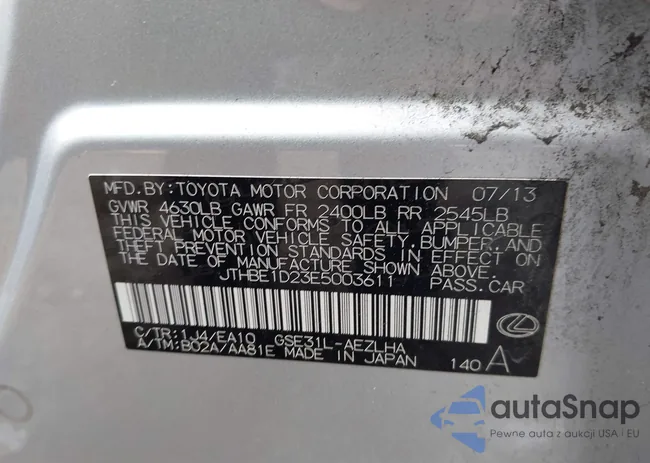 MFD. BY: TOYOTA MOTOR CORPORATION 07/13
GVWR 4630LB GAWR FR 2400LB RR 2545LB
THIS VEHICLE CONFORMS TO ALL APPLICABLE
FEDERAL MOTOR VEHICLE SAFETY, BUMPER, AND
THEFT PREVENTION STANDARDS IN EFFECT ON
THE DATE OF MANUFACTURE SHOWN ABOVE.
JTHBE1D23E5003611 PASS. CAR
C/TR: 1J4/EA10 GSE31L-AEZLHA
A/TM: B02A/AA81E MADE IN JAPAN 140 A
autaSnap
Pewne auta z aukcji USA i EU